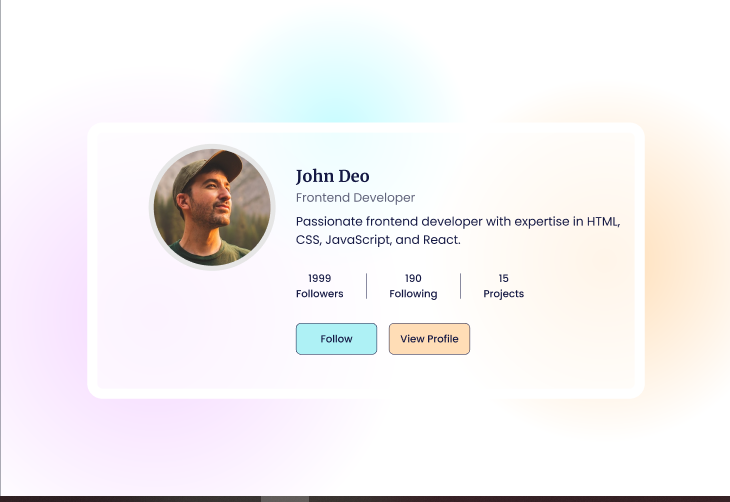 John Deo
Frontend Developer
Passionate frontend developer with expertise in HTML,
CSS, JavaScript, and React.
1999
Followers
190
Following
15
Projects
Follow
View Profile